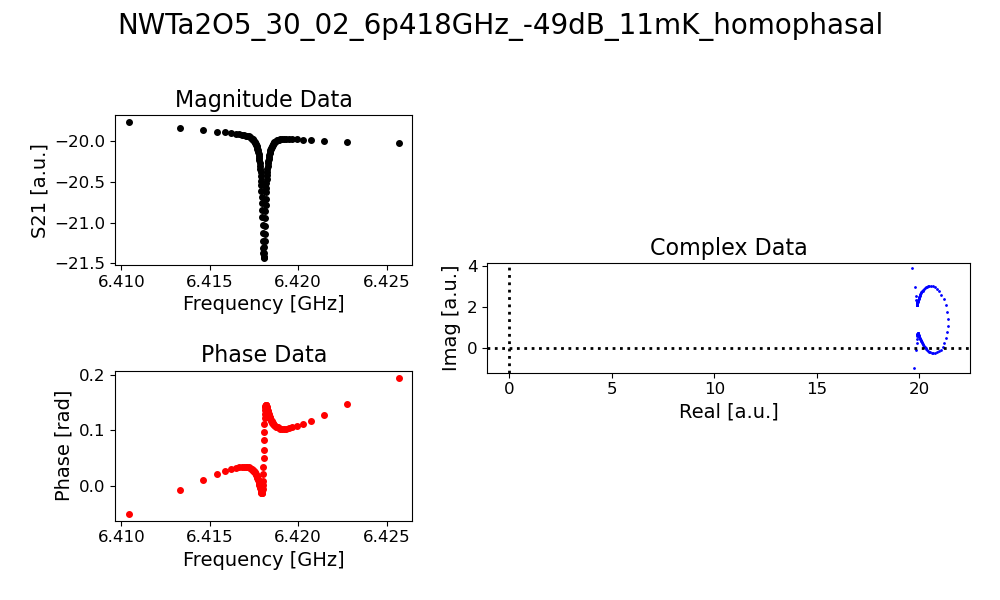 NWTa2O5_30_02_6p418GHz_-49dB_11mK_homophasal
Magnitude Data
S21 [a.u.]
−20.0
−20.5
−21.0
−21.5
6.410 6.415 6.420 6.425
Frequency [GHz]
Phase Data
Phase [rad]
0.2
0.1
0.0
6.410 6.415 6.420 6.425
Frequency [GHz]
Complex Data
Imag [a.u.]
4
2
0
0 5 10 15 20
Real [a.u.]